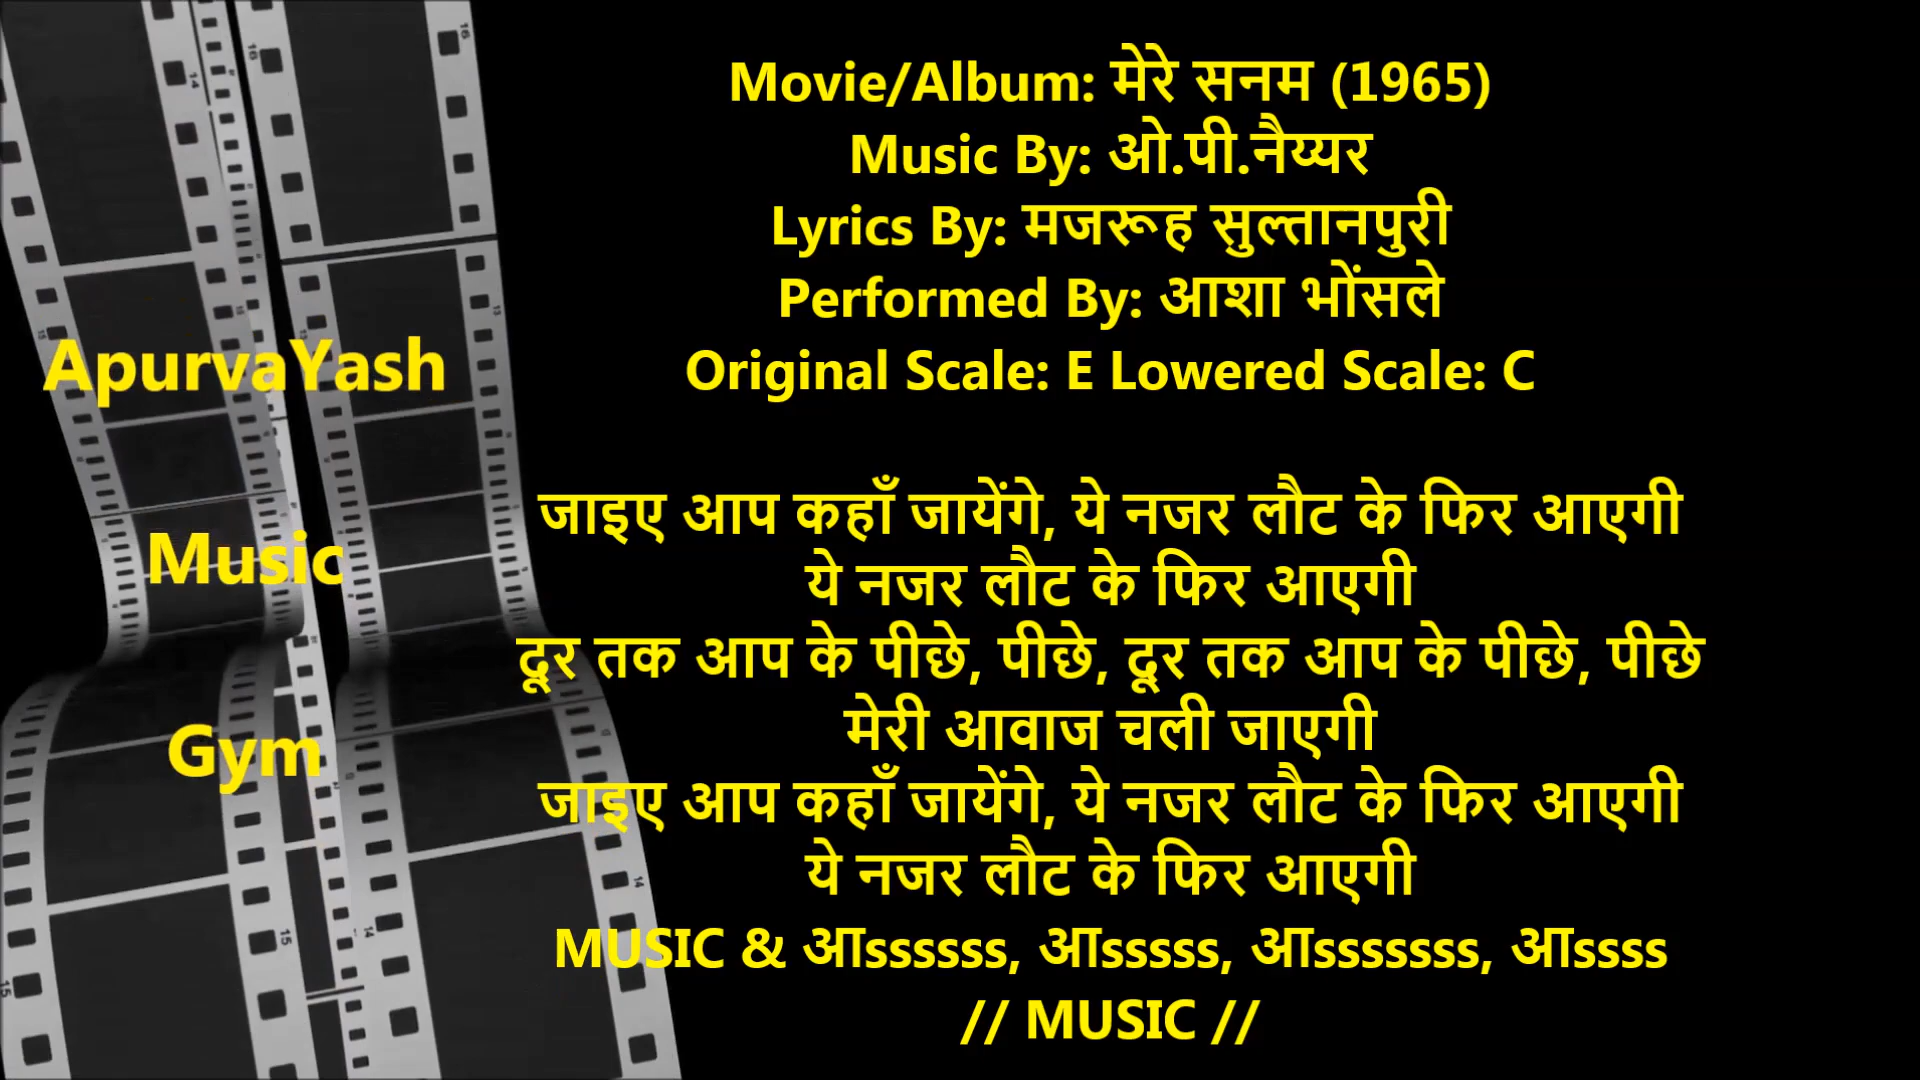 ApurvaYash
Music
Gym
Movie/Album: मेरे सनम (1965)
Music By: ओ.पी.नैय्यर
Lyrics By: मजरूह सुल्तानपुरी
Performed By: आशा भोंसले
Original Scale: E Lowered Scale: C
जाइए आप कहाँ जायेंगे, ये नजर लौट के फिर आएगी
ये नजर लौट के फिर आएगी
दूर तक आप के पीछे, पीछे, दूर तक आप के पीछे, पीछे
मेरी आवाज चली जाएगी
जाइए आप कहाँ जायेंगे, ये नजर लौट के फिर आएगी
ये नजर लौट के फिर आएगी
MUSIC & आssssss, आsssss, आsssssss, आssss
// MUSIC //